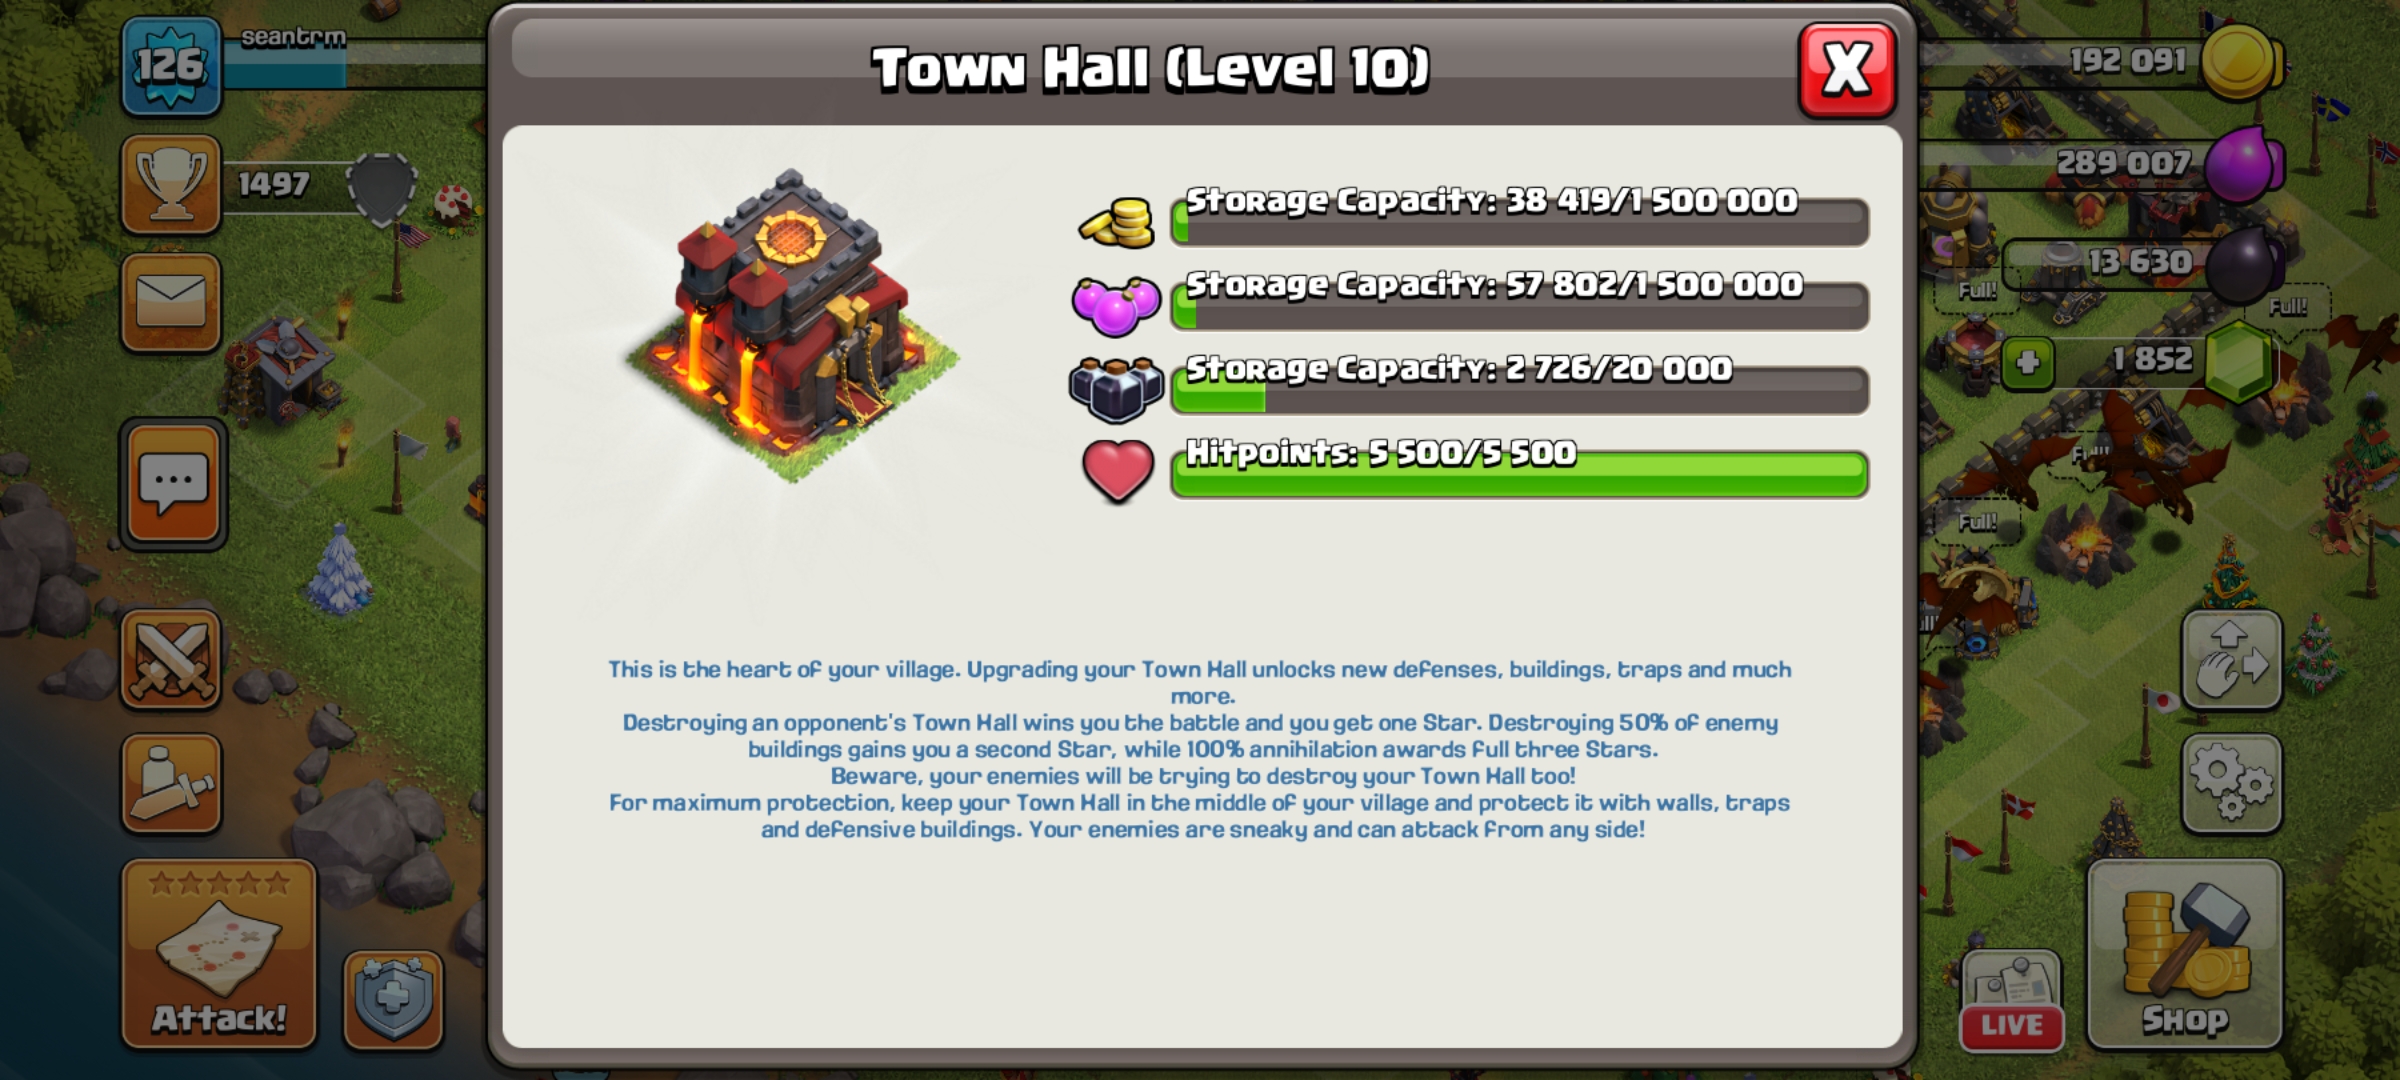 126
seantrm
1497
Town Hall (Level 10)
X
192 091
289 007
13 630
1 852
Storage Capacity: 38 419/1 500 000
Storage Capacity: 57 802/1 500 000
Storage Capacity: 2 726/20 000
Hitpoints: 5 500/5 500
Full!
Full!
Full!
This is the heart of your village. Upgrading your Town Hall unlocks new defenses, buildings, traps and much
more.
Destroying an opponent's Town Hall wins you the battle and you get one Star. Destroying 50% of enemy
buildings gains you a second Star, while 100% annihilation awards full three Stars.
Beware, your enemies will be trying to destroy your Town Hall too!
For maximum protection, keep your Town Hall in the middle of your village and protect it with walls, traps
and defensive buildings. Your enemies are sneaky and can attack from any side!
Attack!
LIVE
Shop